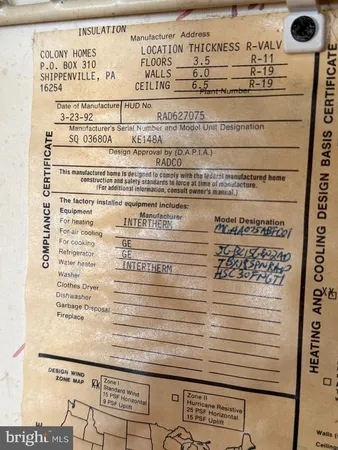 INSULATION
Manufacturer Address
COLONY HOMES
P.O. BOX 310
SHIPPENVILLE, PA
16254
LOCATION THICKNESS R-VALV
FLOORS 3.5 R-11
WALLS 6.0 R-19
CEILING 6.5 R-19
Plant Number
Date of Manufacture HUD No.
3-23-92 RAD627075
Manufacturer's Serial Number and Model Unit Designation
SQ 03680A KE148A
Design Approval by (D.A.P.I.A.)
RADCO
This manufactured home is designed to comply with the federal manufactured home
construction and safety standards in force at time of manufacture.
(For additional information, consult owner's manual.)
The factory installed equipment includes:
Equipment Manufacturer Model Designation
For heating INTERTHERM
For air cooling
For cooking GE
Refrigerator GE
Water heater INTERTHERM
Washer
Clothes Dryer
Dishwasher
Garbage Disposal
Fireplace
COMPLIANCE CERTIFICATE
HEATING AND COOLING DESIGN BASIS CERTIFICATE
DESIGN WIND
ZONE MAP
Zone I
Standard Wind
15 PSF Horizontal
9 PSF Uplift
Zone II
Hurricane Resistive
25 PSF Horizontal
15 PSF Uplift
Walls
bright MLS